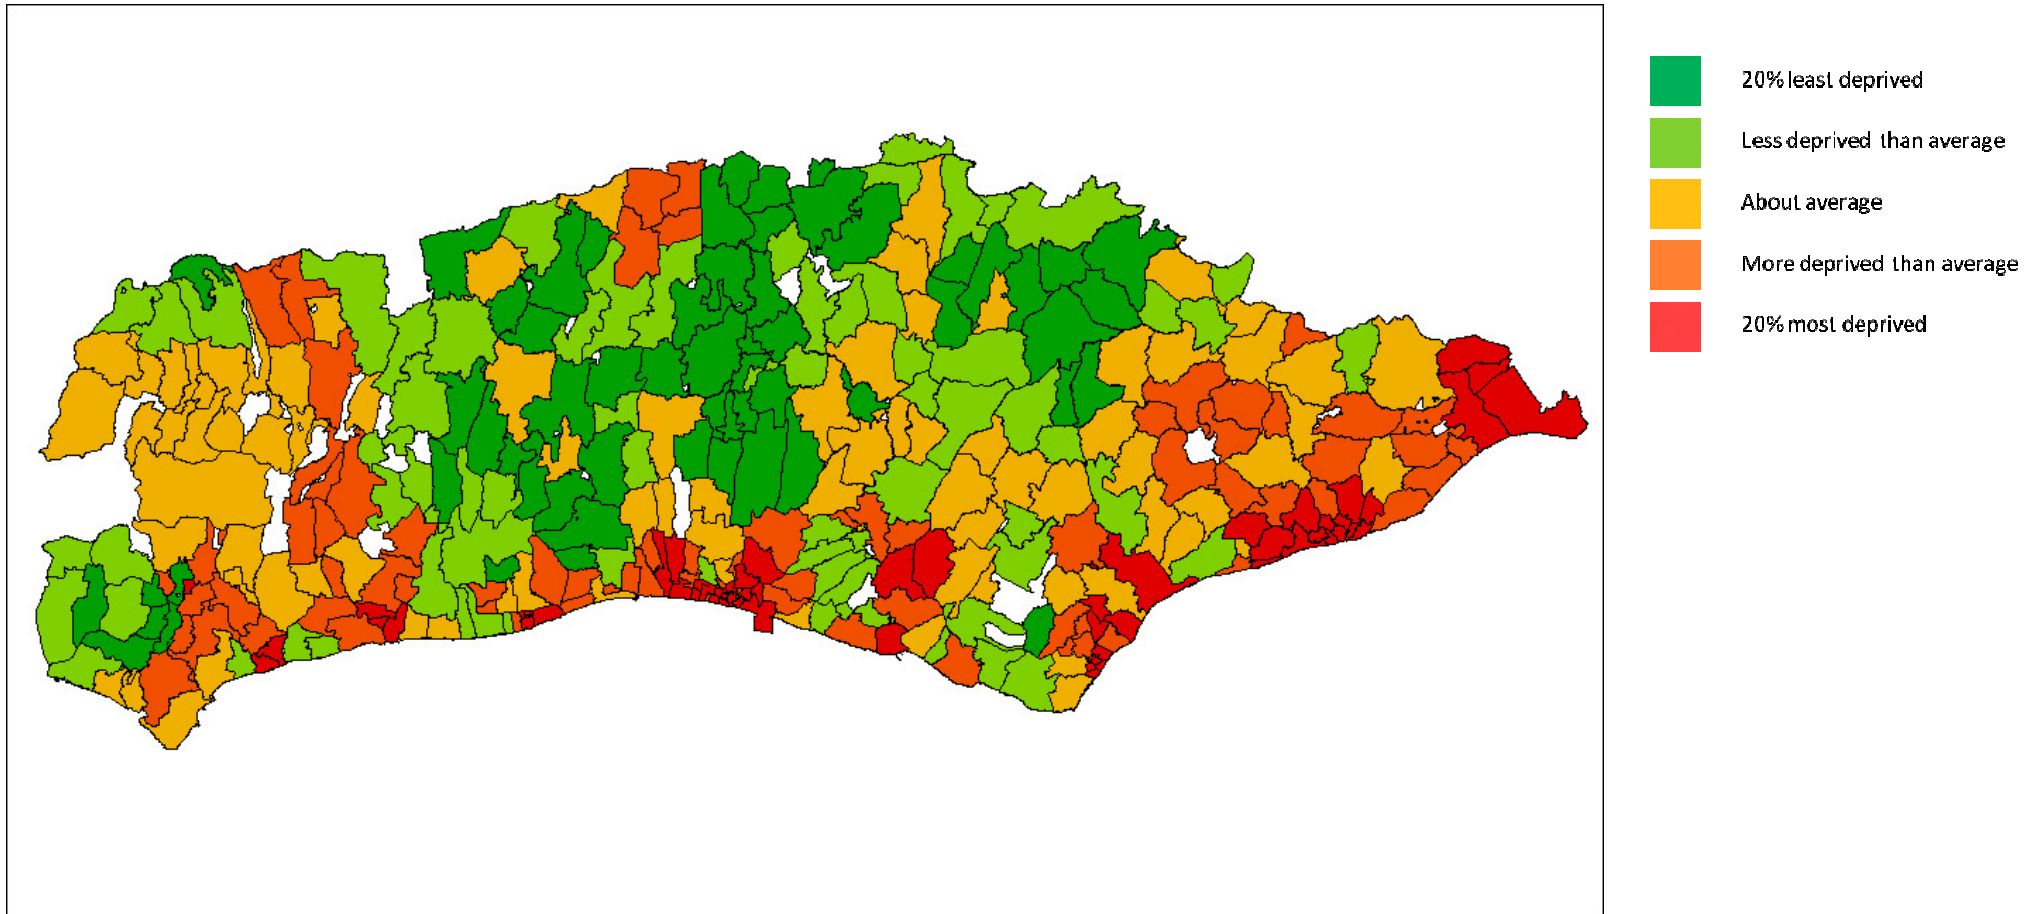 20% least deprived
Less deprived than average
About average
More deprived than average
20% most deprived